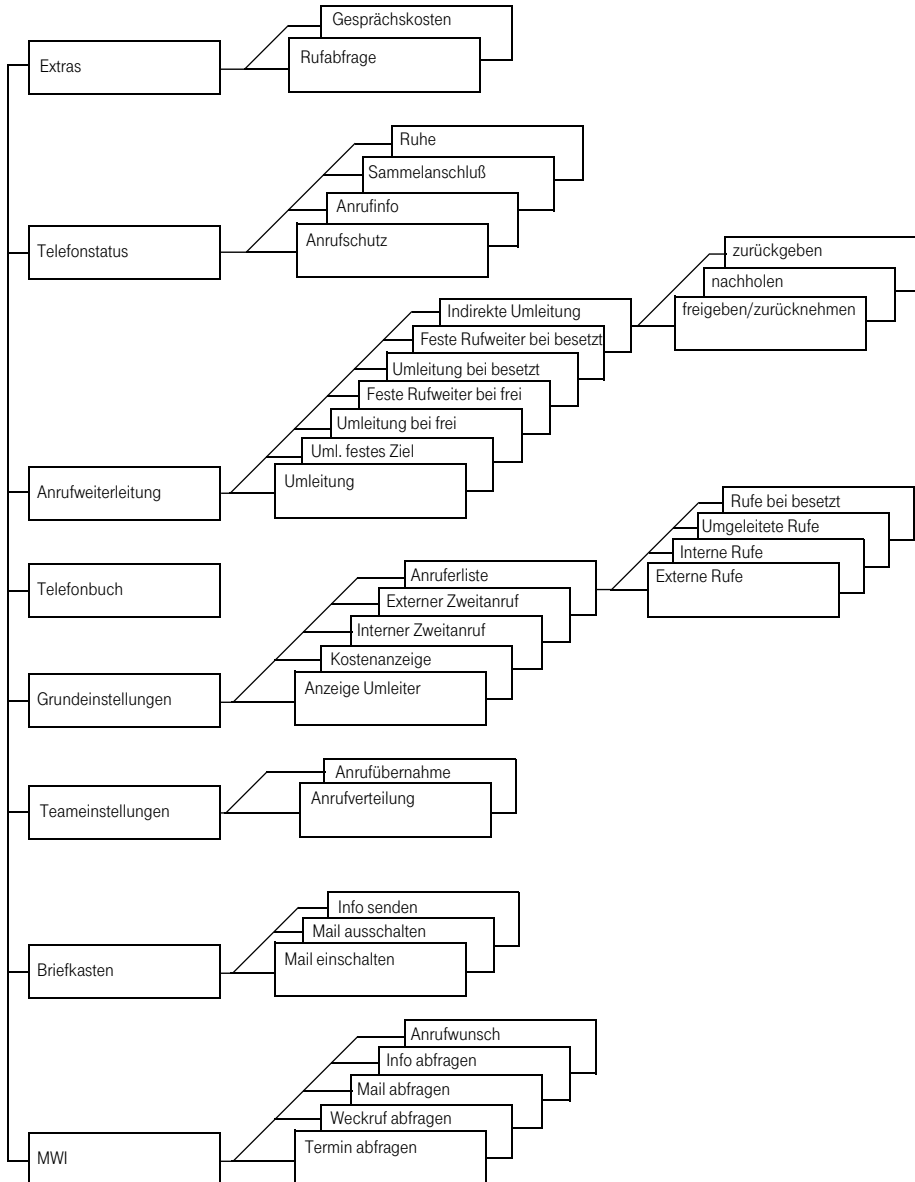 Gesprächskosten
Rufabfrage
Extras
Ruhe
Sammelanschluß
Anrufinfo
Anrufschutz
Telefonstatus
zurückgeben
nachholen
freigeben/zurücknehmen
Indirekte Umleitung
Feste Rufweiter bei besetzt
Umleitung bei besetzt
Feste Rufweiter bei frei
Umleitung bei frei
Uml. festes Ziel
Umleitung
Anrufweiterleitung
Rufe bei besetzt
Umgeleitete Rufe
Interne Rufe
Externe Rufe
Telefonbuch
Anruferliste
Externer Zweitanruf
Interner Zweitanruf
Kostenanzeige
Anzeige Umleiter
Grundeinstellungen
Anrufübernahme
Anrufverteilung
Teameinstellungen
Info senden
Mail ausschalten
Mail einschalten
Briefkasten
Anrufwunsch
Info abfragen
Mail abfragen
Weckruf abfragen
Termin abfragen
MWI